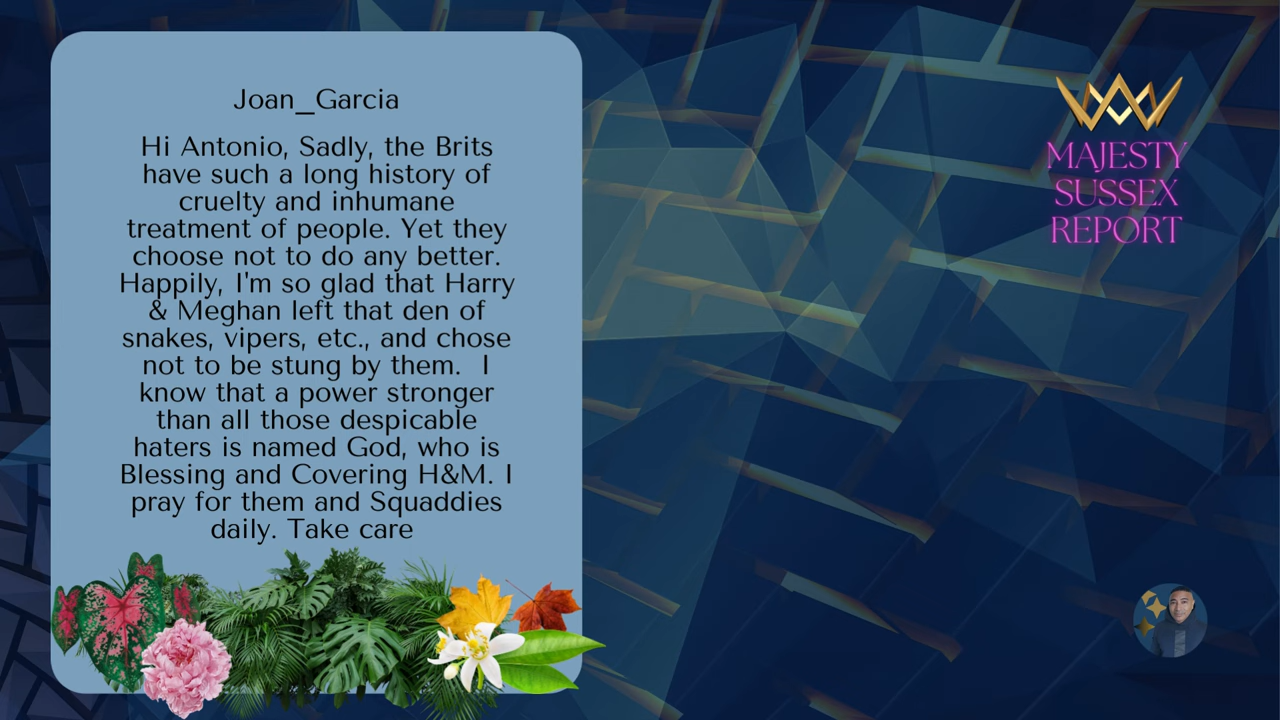 Joan_Garcia
Hi Antonio, Sadly, the Brits
have such a long history of
cruelty and inhumane
treatment of people. Yet they
choose not to do any better.
Happily, I'm so glad that Harry
& Meghan left that den of
snakes, vipers, etc., and chose
not to be stung by them.  I
know that a power stronger
than all those despicable
haters is named God, who is
Blessing and Covering H&M. I
pray for them and Squaddies
daily. Take care
MAJESTY
SUSSEX
REPORT